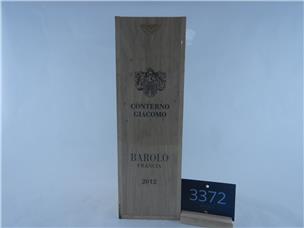 CONTERNO
GIACOMO
BAROLO
FRANCIA
2012
3372